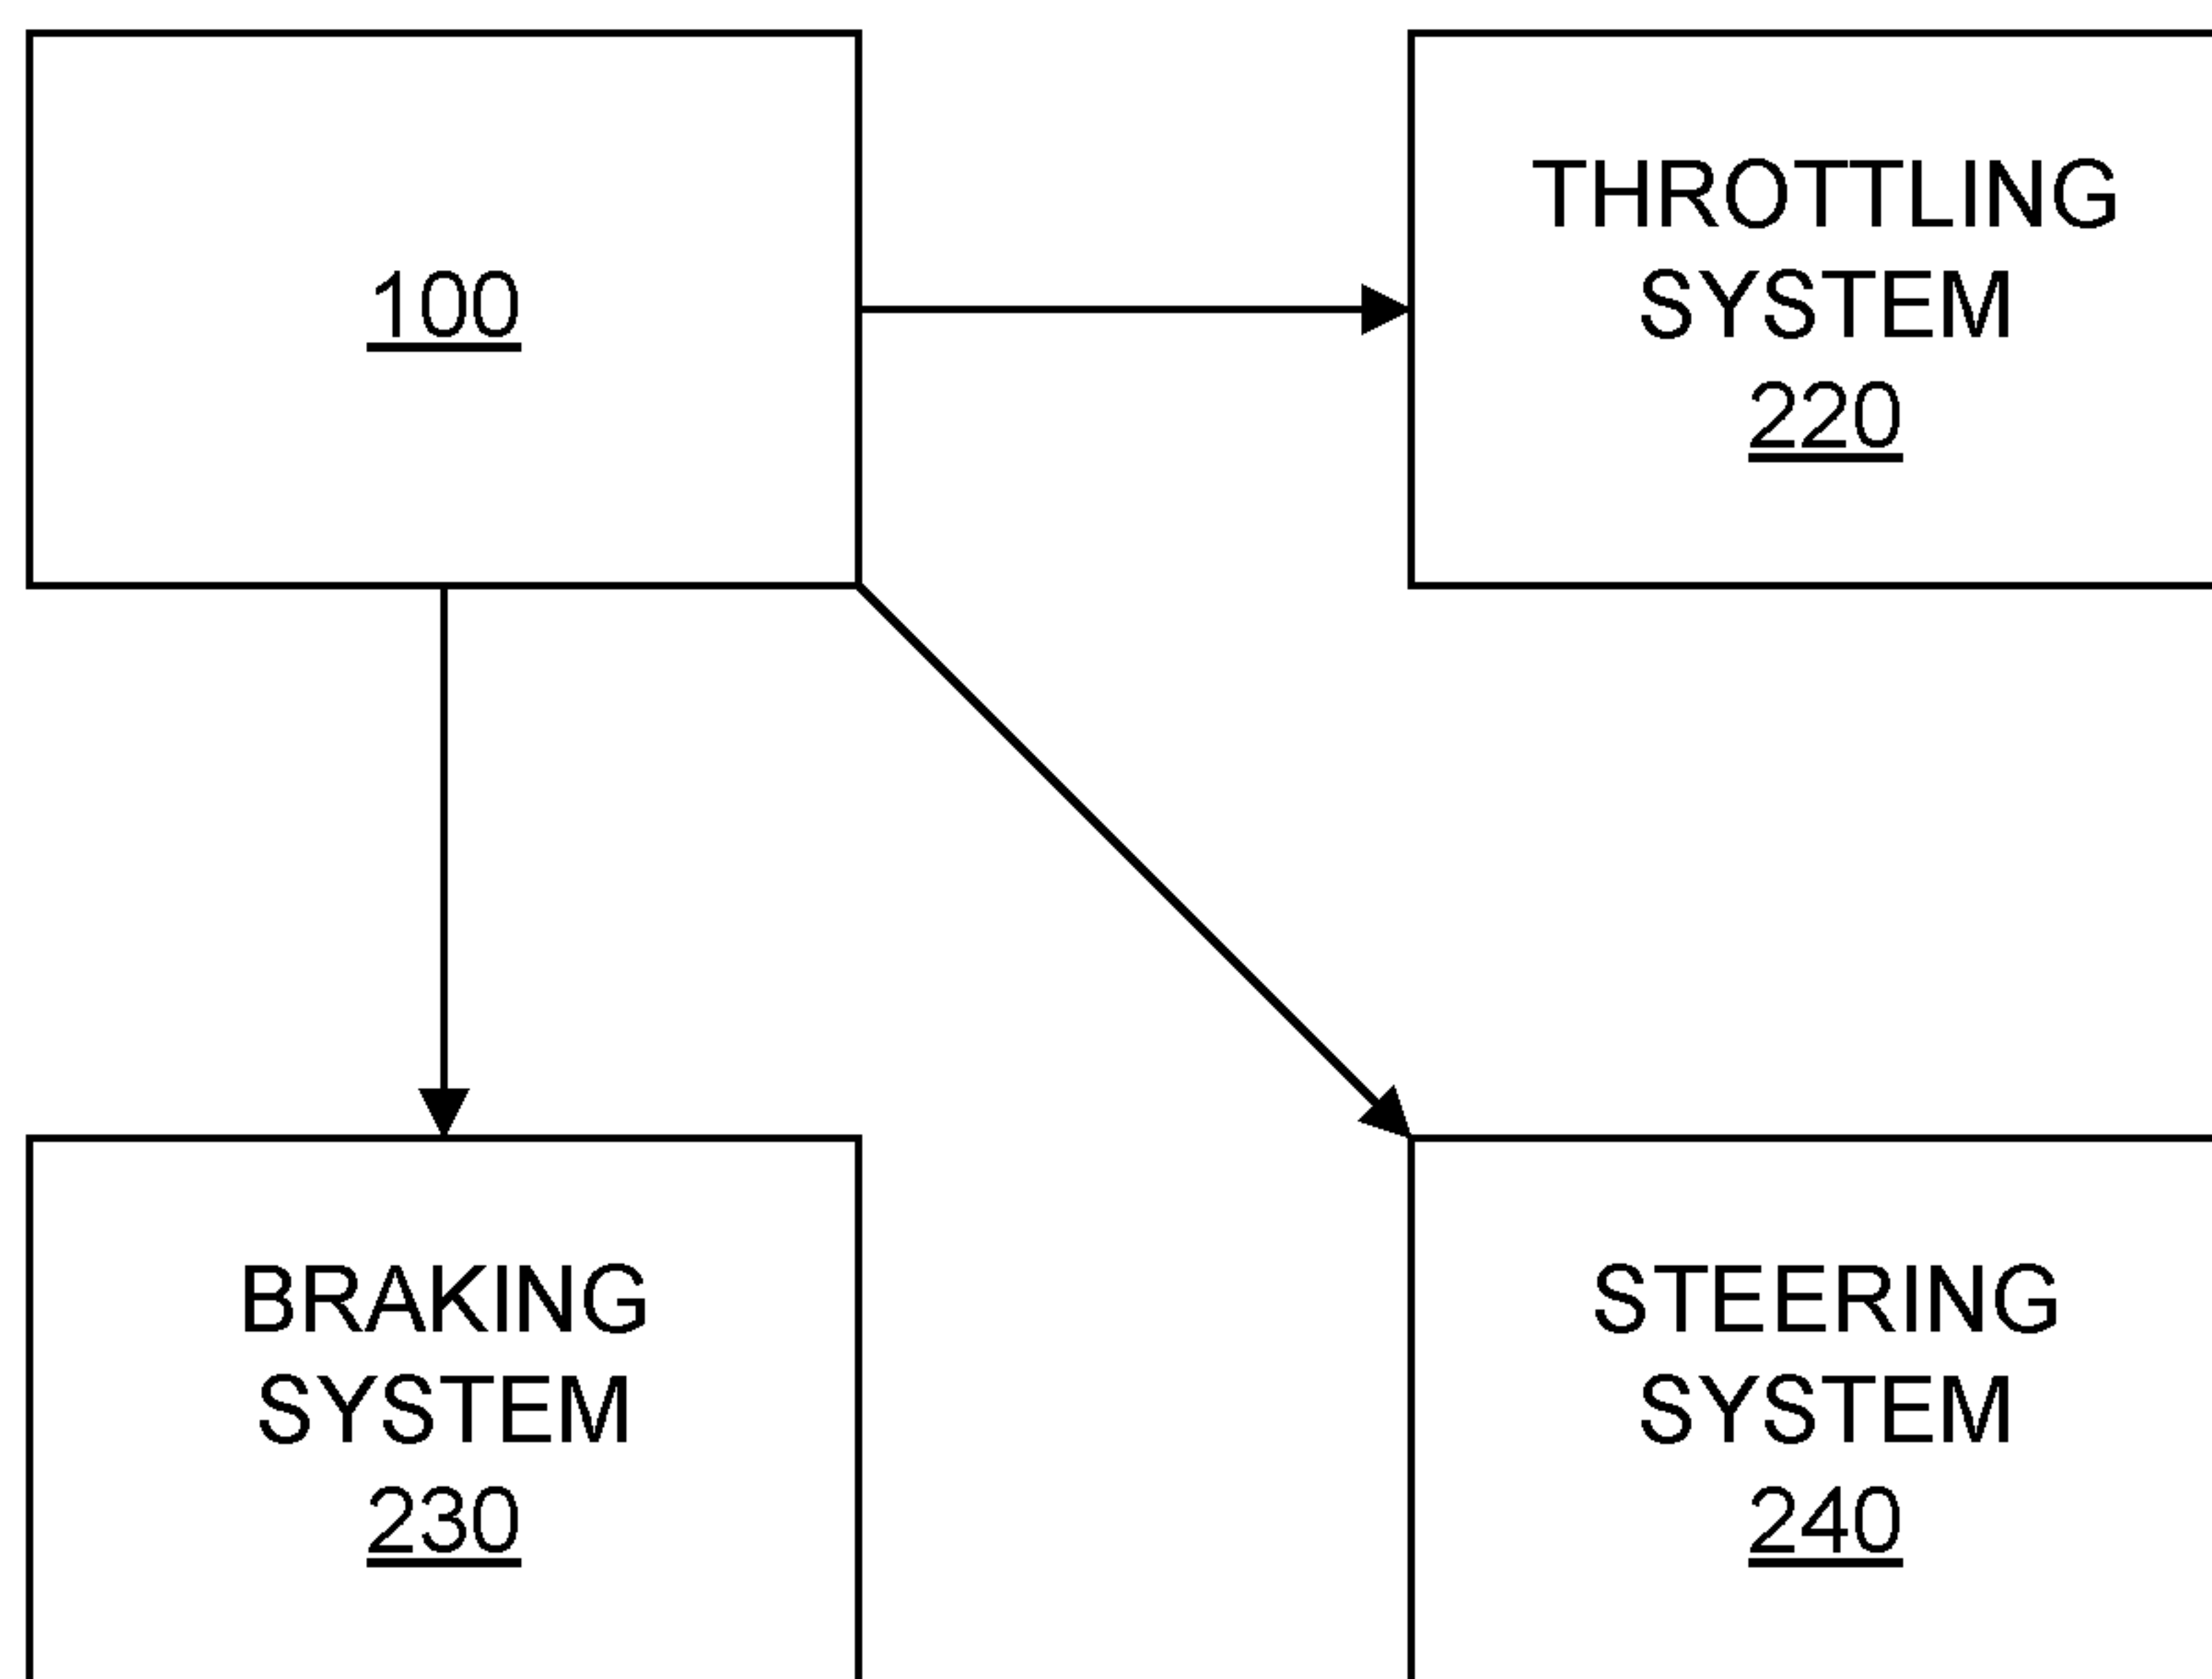 100
THROTTLING
SYSTEM
220
BRAKING
SYSTEM
230
STEERING
SYSTEM
240